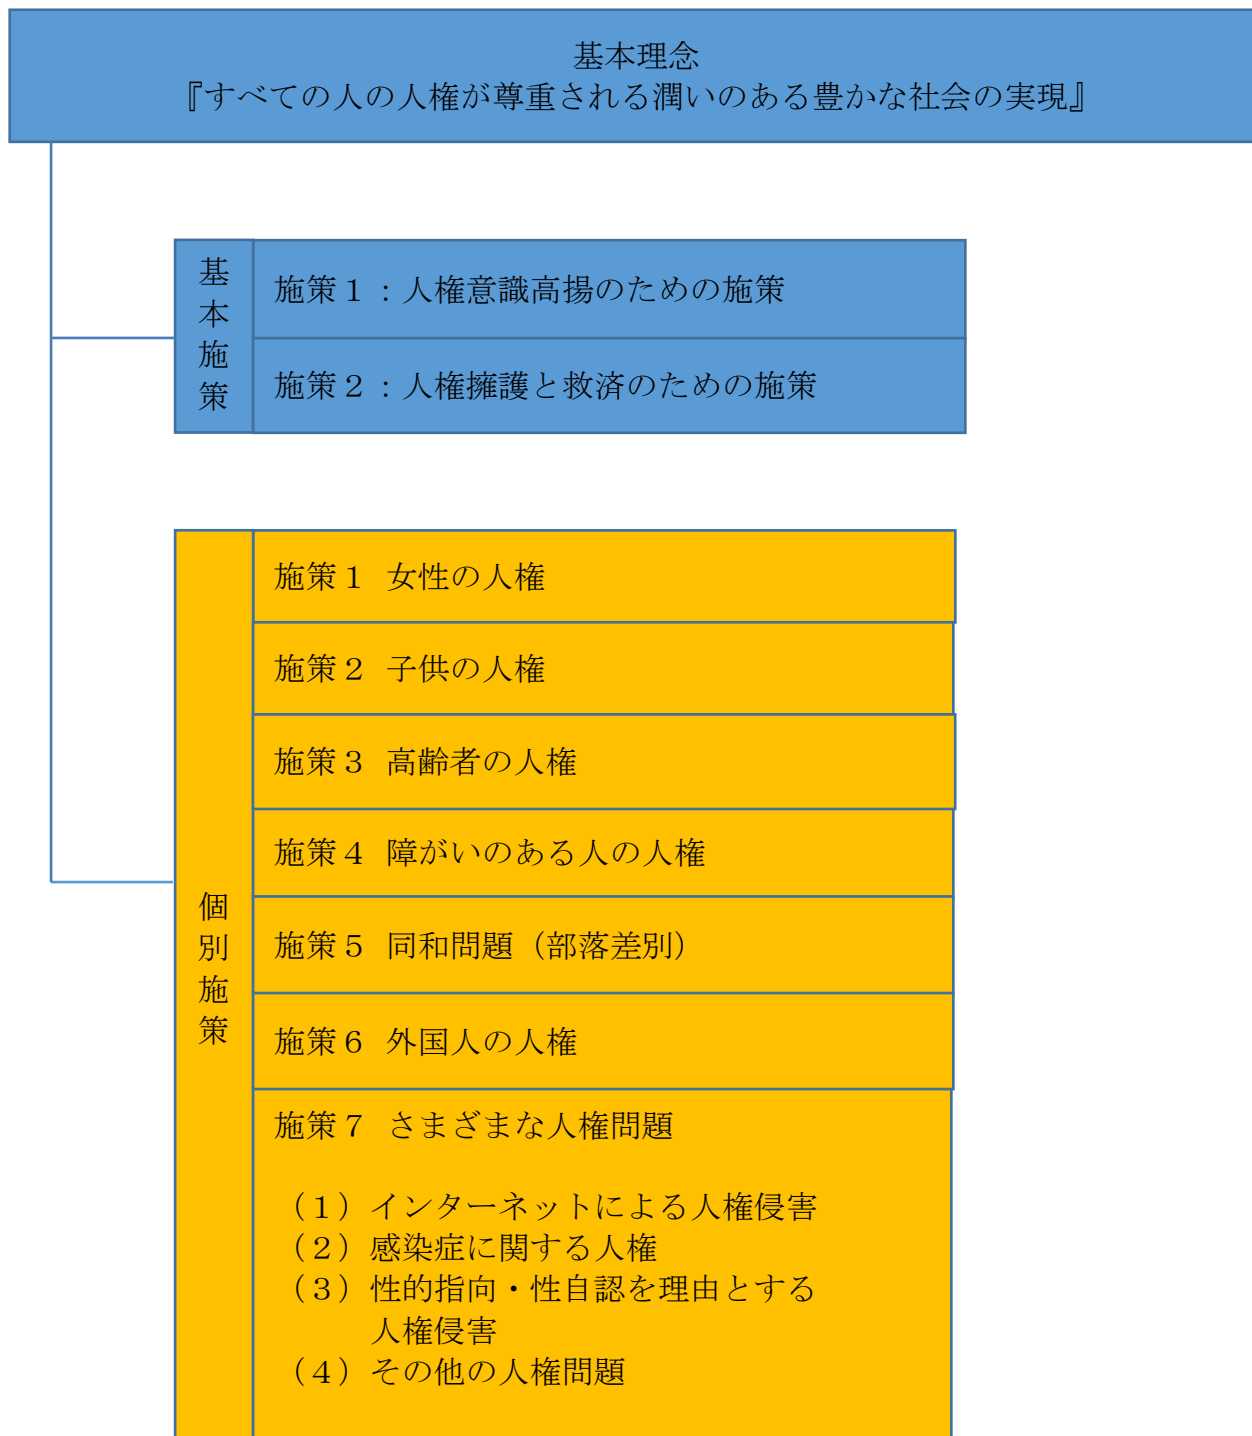 基本理念
『すべての人の人権が尊重される潤いのある豊かな社会の実現』
基本施策
施策１：人権意識高揚のための施策
施策２：人権擁護と救済のための施策
個別施策
施策１ 女性の人権
施策２ 子供の人権
施策３ 高齢者の人権
施策４ 障がいのある人の人権
施策５ 同和問題（部落差別）
施策６ 外国人の人権
施策７ さまざまな人権問題
（１）インターネットによる人権侵害
（２）感染症に関する人権
（３）性的指向・性自認を理由とする
人権侵害
（４）その他の人権問題